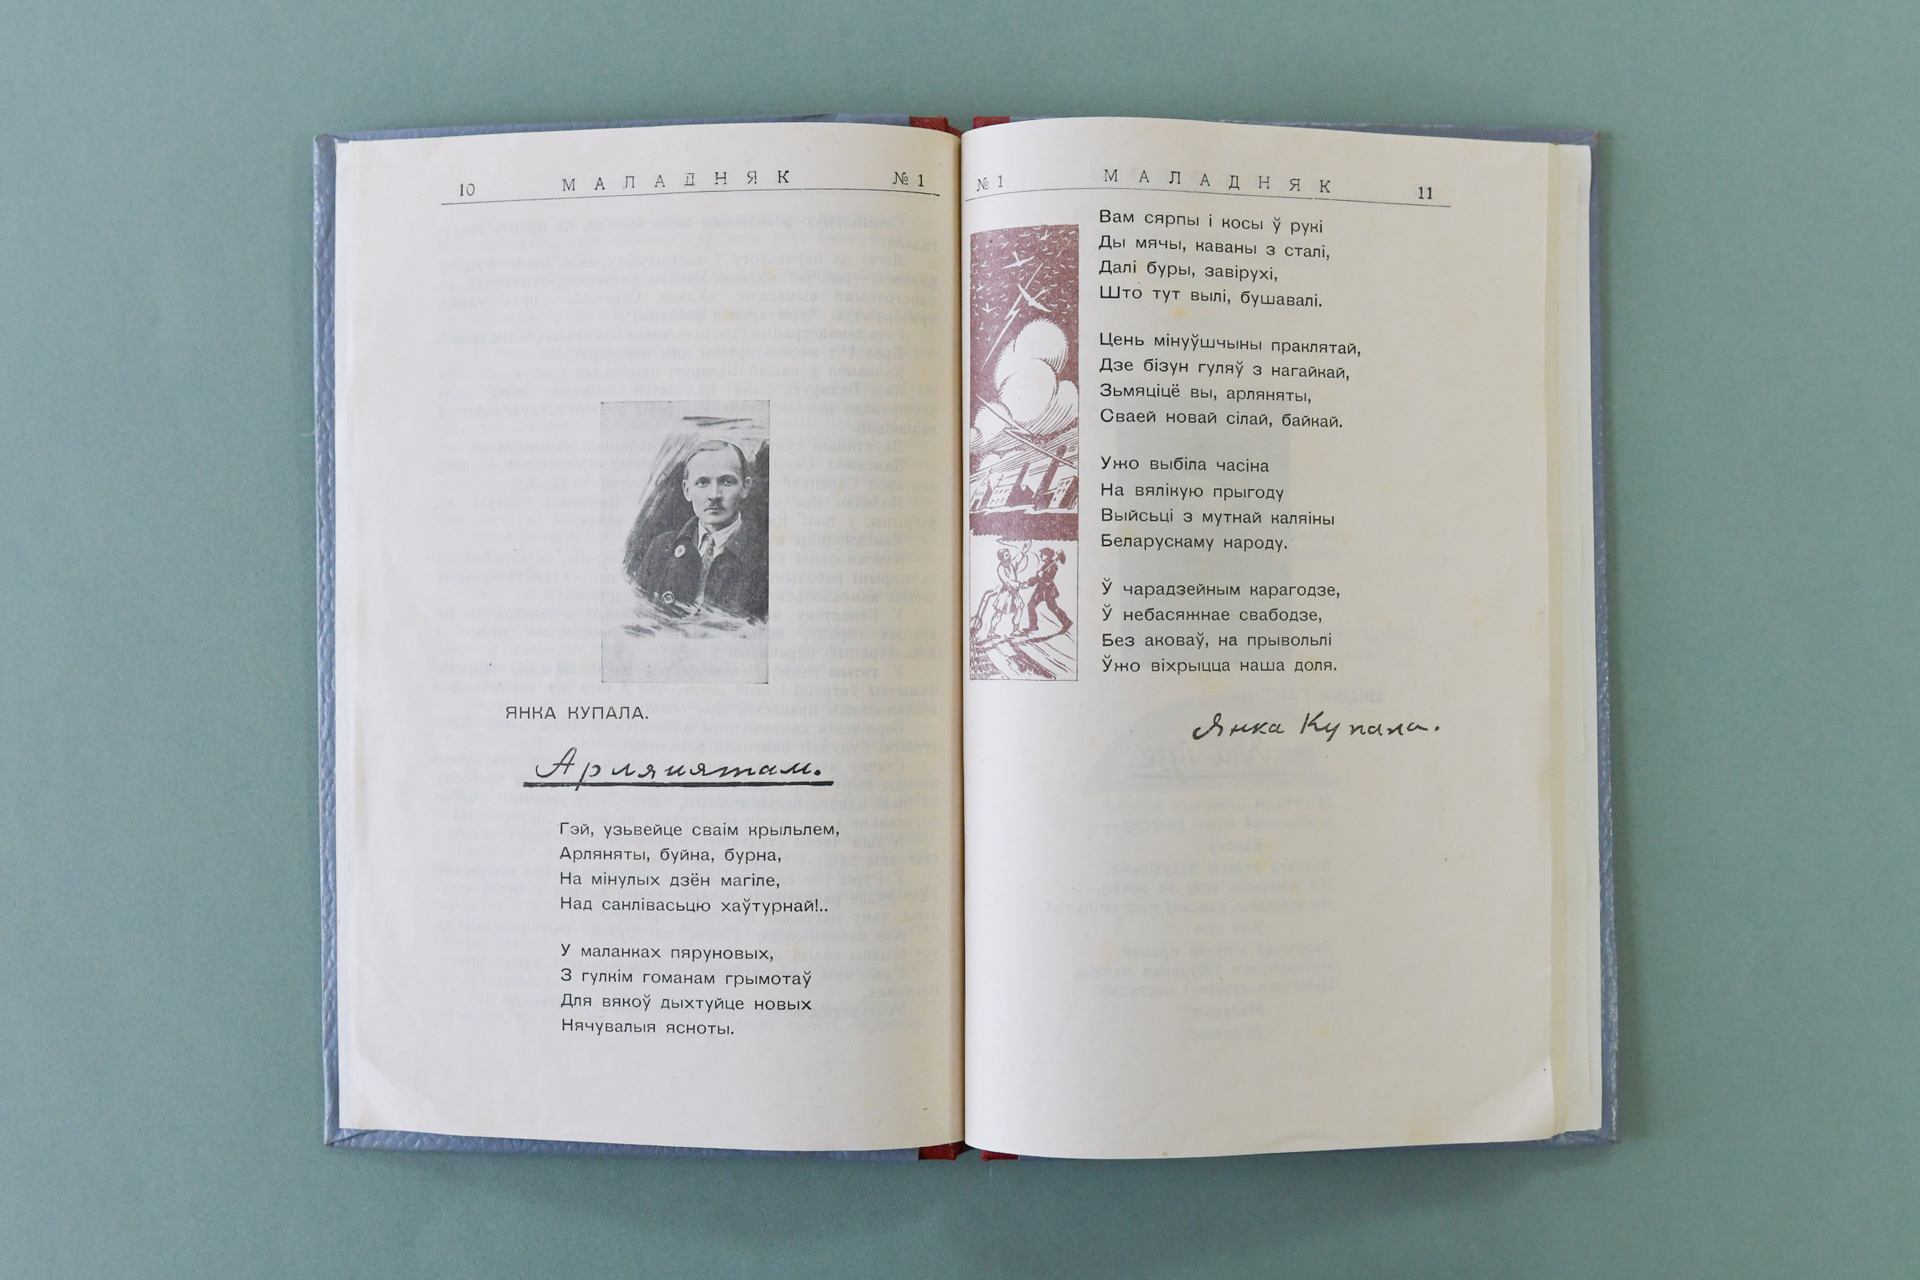 10 МАЛАДНЯК № 1
ЯНКА КУПАЛА.
Арлянятам.
Гэй, узьвейце сваім крыльлем,
Арляняты, буйна, бурна,
На мінулых дзён магіле,
Над санлівасьцю хаўтурнай!..
У маланках пяруновых,
З гулкім гоманам грымотаў
Для вякоў дыхтуйце новых
Нячувалыя ясноты.
№ 1 МАЛАДНЯК 11
Вам сярпы і косы ў рукі
Ды мячы, каваны з сталі,
Далі буры, завірухі,
Што тут вылі, бушавалі.
Цень мінуўшчыны праклятай,
Дзе бізун гуляў з нагайкай,
Зьмяціцё вы, арляняты,
Сваей новай сілай, байкай.
Ужо выбіла часіна
На вялікую прыгоду
Выйсьці з мутнай каляіны
Беларускаму народу.
Ў чарадзейным карагодзе,
Ў небасяжнае свабодзе,
Без аковаў, на прывольлі
Ўжо віхрыцца наша доля.
Янка Купала.